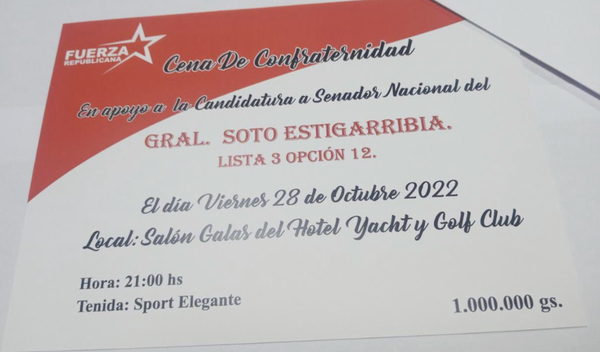 FUERZA
REPUBLICANA
Cena De Confraternidad
En apoyo a la Candidatura a Senador Nacional del
GRAL. SOTO ESTIGARRIBIA.
LISTA 3 OPCIÓN 12.
El día Viernes 28 de Octubre 2022
Local: Salón Galas del Hotel Yacht y Golf Club
Hora: 21:00 hs
Tenida: Sport Elegante
1.000.000 gs.